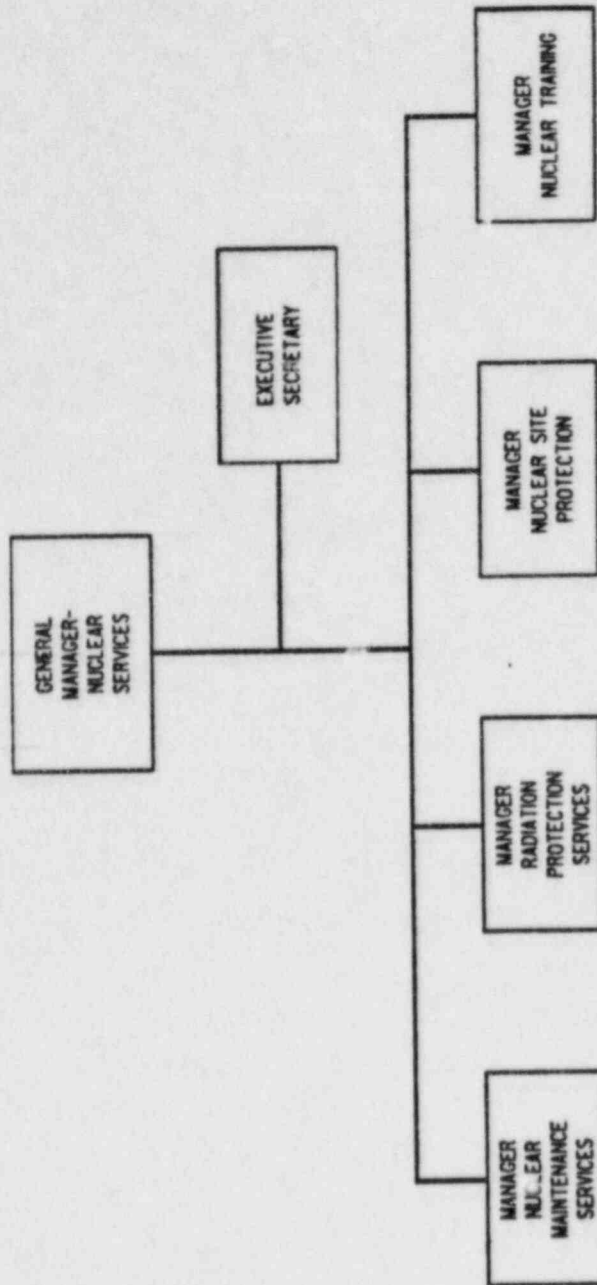 GENERAL
MANAGER-
NUCLEAR
SERVICES
EXECUTIVE
SECRETARY
MANAGER
NUCLEAR
MAINTENANCE
SERVICES
MANAGER
RADIATION
PROTECTION
SERVICES
MANAGER
NUCLEAR SITE
PROTECTION
MANAGER
NUCLEAR TRAINING